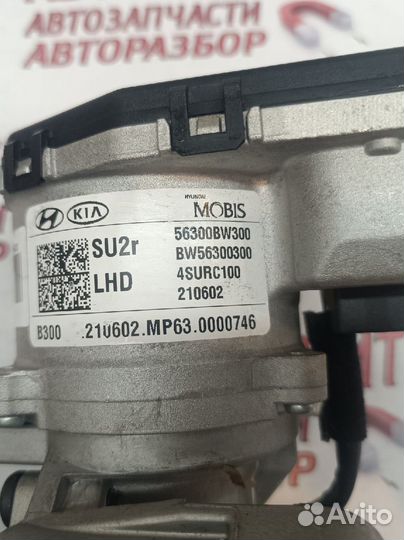 АВТОЗАПЧАСТИ
АВТОРАЗБОР
KIA
HYUNDAI
MOBIS
SU2r
56300BW300
BW56300300
LHD
4SURC100
210602
B300
.210602.MP63.0000746
Avito